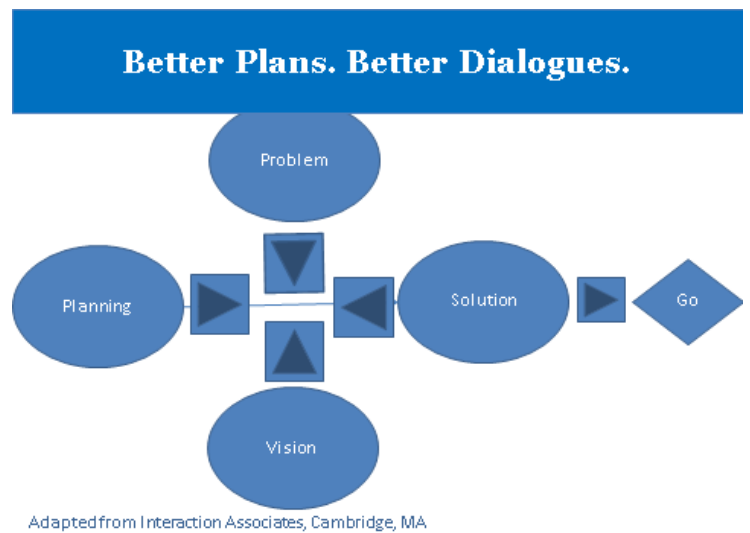 Better Plans. Better Dialogues.
Problem
Planning
Solution
Go
Vision
Adapted from Interaction Associates, Cambridge, MA